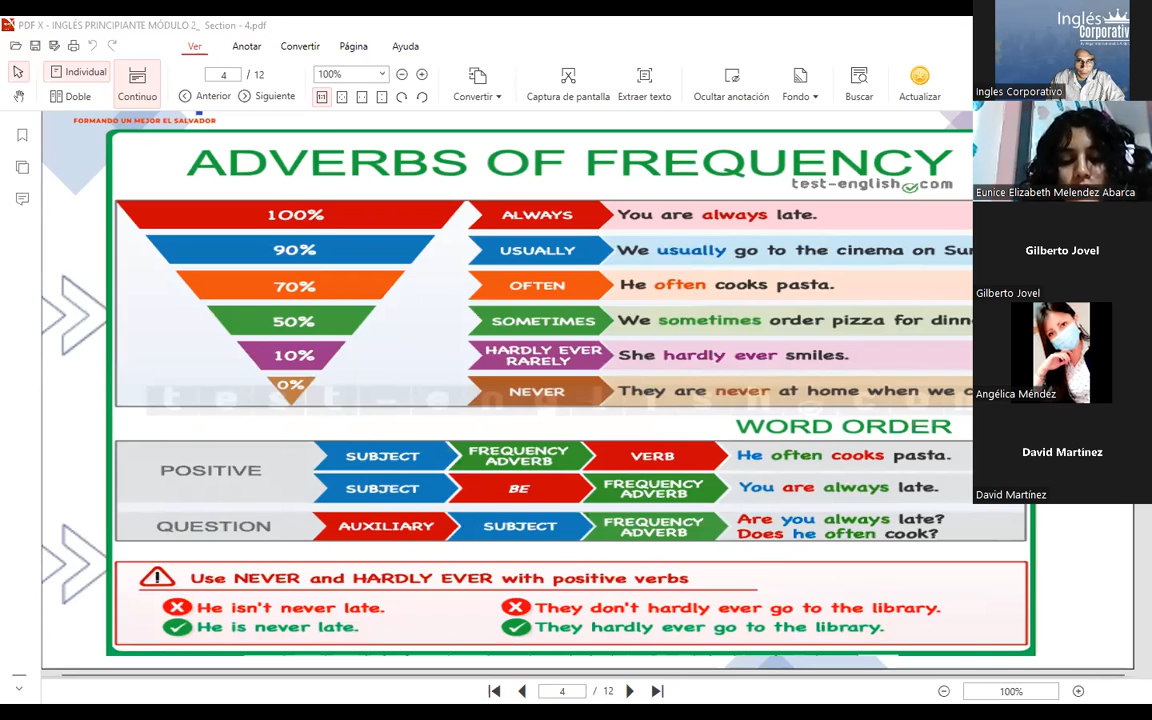 PDF X - INGLÉS PRINCIPIANTE MÓDULO 2_ Section - 4.pdf
Ver Anotar Convertir Página Ayuda
Individual
4 / 12
100%
Doble
Continuo
Anterior
Siguiente
Convertir
Captura de pantalla
Extraer texto
Ocultar anotación
Fondo
Buscar
Actualizar
FORMANDO UN MEJOR EL SALVADOR
ADVERBS OF FREQUENCY
test-english.com
100% ALWAYS You are always late.
90% USUALLY We usually go to the cinema on Sun
70% OFTEN He often cooks pasta.
50% SOMETIMES We sometimes order pizza for dinn
10% HARDLY EVER RARELY She hardly ever smiles.
0% NEVER They are never at home when we c
WORD ORDER
POSITIVE
SUBJECT FREQUENCY ADVERB VERB He often cooks pasta.
SUBJECT BE FREQUENCY ADVERB You are always late.
QUESTION AUXILIARY SUBJECT FREQUENCY ADVERB Are you always late?
Does he often cook?
Use NEVER and HARDLY EVER with positive verbs
He isn't never late.
They don't hardly ever go to the library.
He is never late.
They hardly ever go to the library.
4 / 12
100%
Inglés
Corporativ
Ingles Corporativo
Eunice Elizabeth Melendez Abarca
Gilberto Jovel
Gilberto Jovel
Angélica Méndez
David Martinez
David Martínez